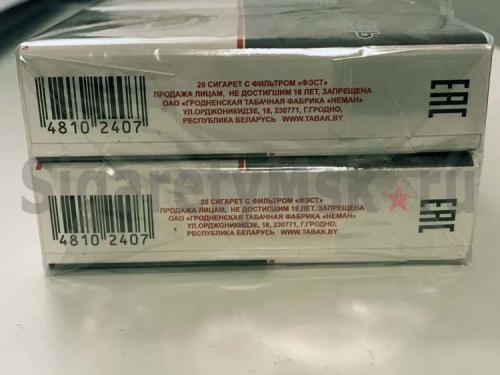 20 СИГАРЕТ С ФИЛЬТРОМ «ФЭСТ»
ПРОДАЖА ЛИЦАМ, НЕ ДОСТИГШИМ 18 ЛЕТ, ЗАПРЕЩЕНА
ОАО «ГРОДНЕНСКАЯ ТАБАЧНАЯ ФАБРИКА «НЕМАН»
УЛ.ОРДЖОНИКИДЗЕ, 18, 230771, Г.ГРОДНО,
РЕСПУБЛИКА БЕЛАРУСЬ WWW.TABAK.BY
4810 2407
EAC
20 СИГАРЕТ С ФИЛЬТРОМ «ФЭСТ»
ПРОДАЖА ЛИЦАМ, НЕ ДОСТИГШИМ 18 ЛЕТ, ЗАПРЕЩЕНА
ОАО «ГРОДНЕНСКАЯ ТАБАЧНАЯ ФАБРИКА «НЕМАН»
УЛ.ОРДЖОНИКИДЗЕ, 18, 230771, Г.ГРОДНО,
РЕСПУБЛИКА БЕЛАРУСЬ WWW.TABAK.BY
4810 2407
EAC